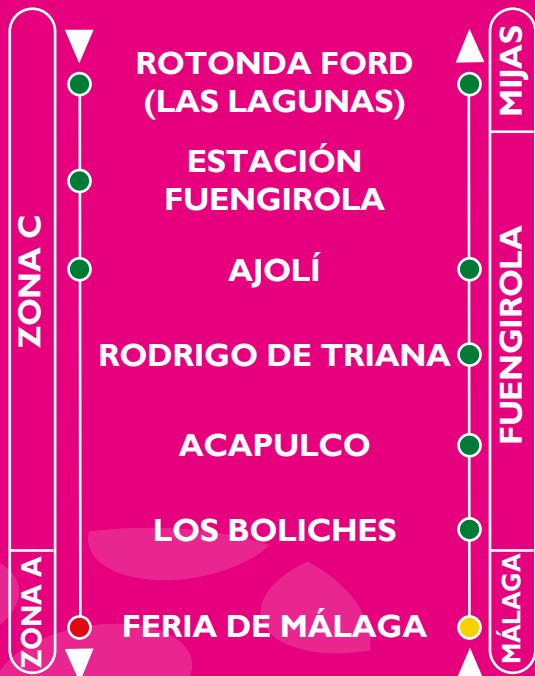 ROTONDA FORD
(LAS LAGUNAS)
ESTACIÓN
FUENGIROLA
AJOLÍ
RODRIGO DE TRIANA
ACAPULCO
LOS BOLICHES
FERIA DE MÁLAGA
ZONA C
ZONA A
MIJAS
FUENGIROLA
MÁLAGA